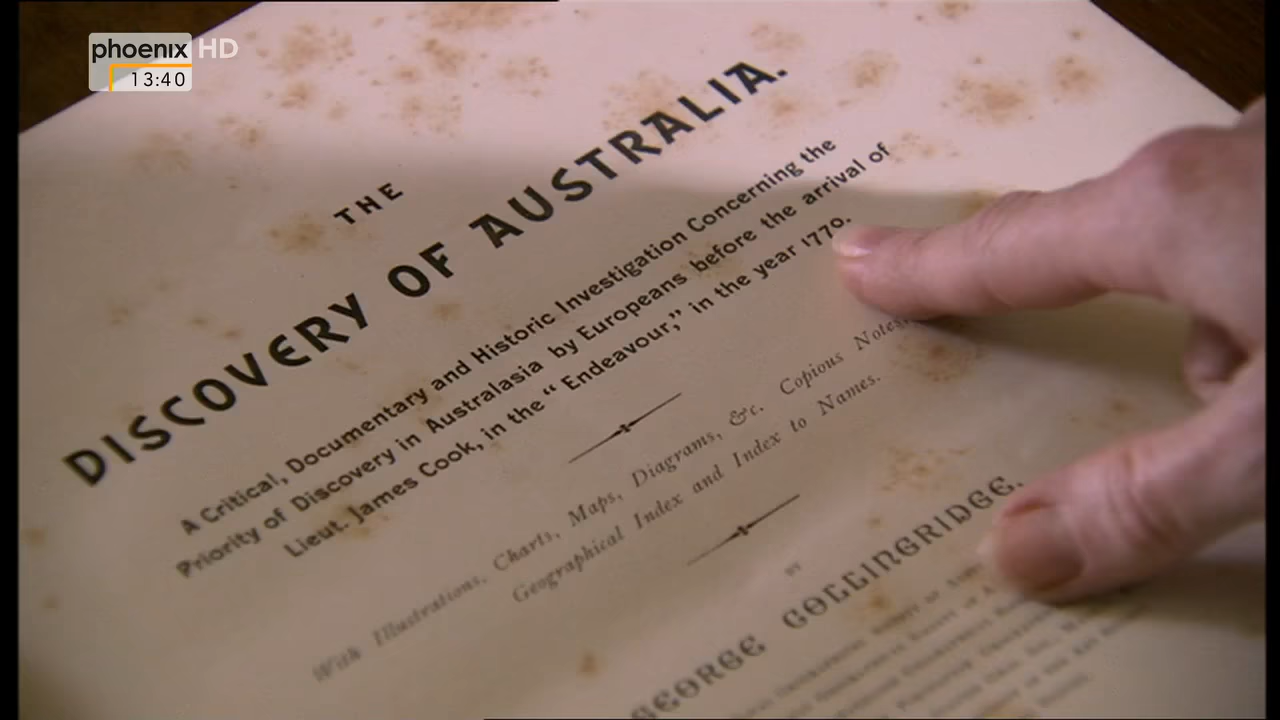 phoenix HD
13:40
THE
DISCOVERY OF AUSTRALIA.
A Critical, Documentary and Historic Investigation Concerning the
Priority of Discovery in Australasia by Europeans before the arrival of
Lieut. James Cook, in the “ Endeavour,” in the year 1770.
With Illustrations, Charts, Maps, Diagrams, &c. Copious Notes,
Geographical Index and Index to Names.
BY
GEORGE COLLINGRIDGE.